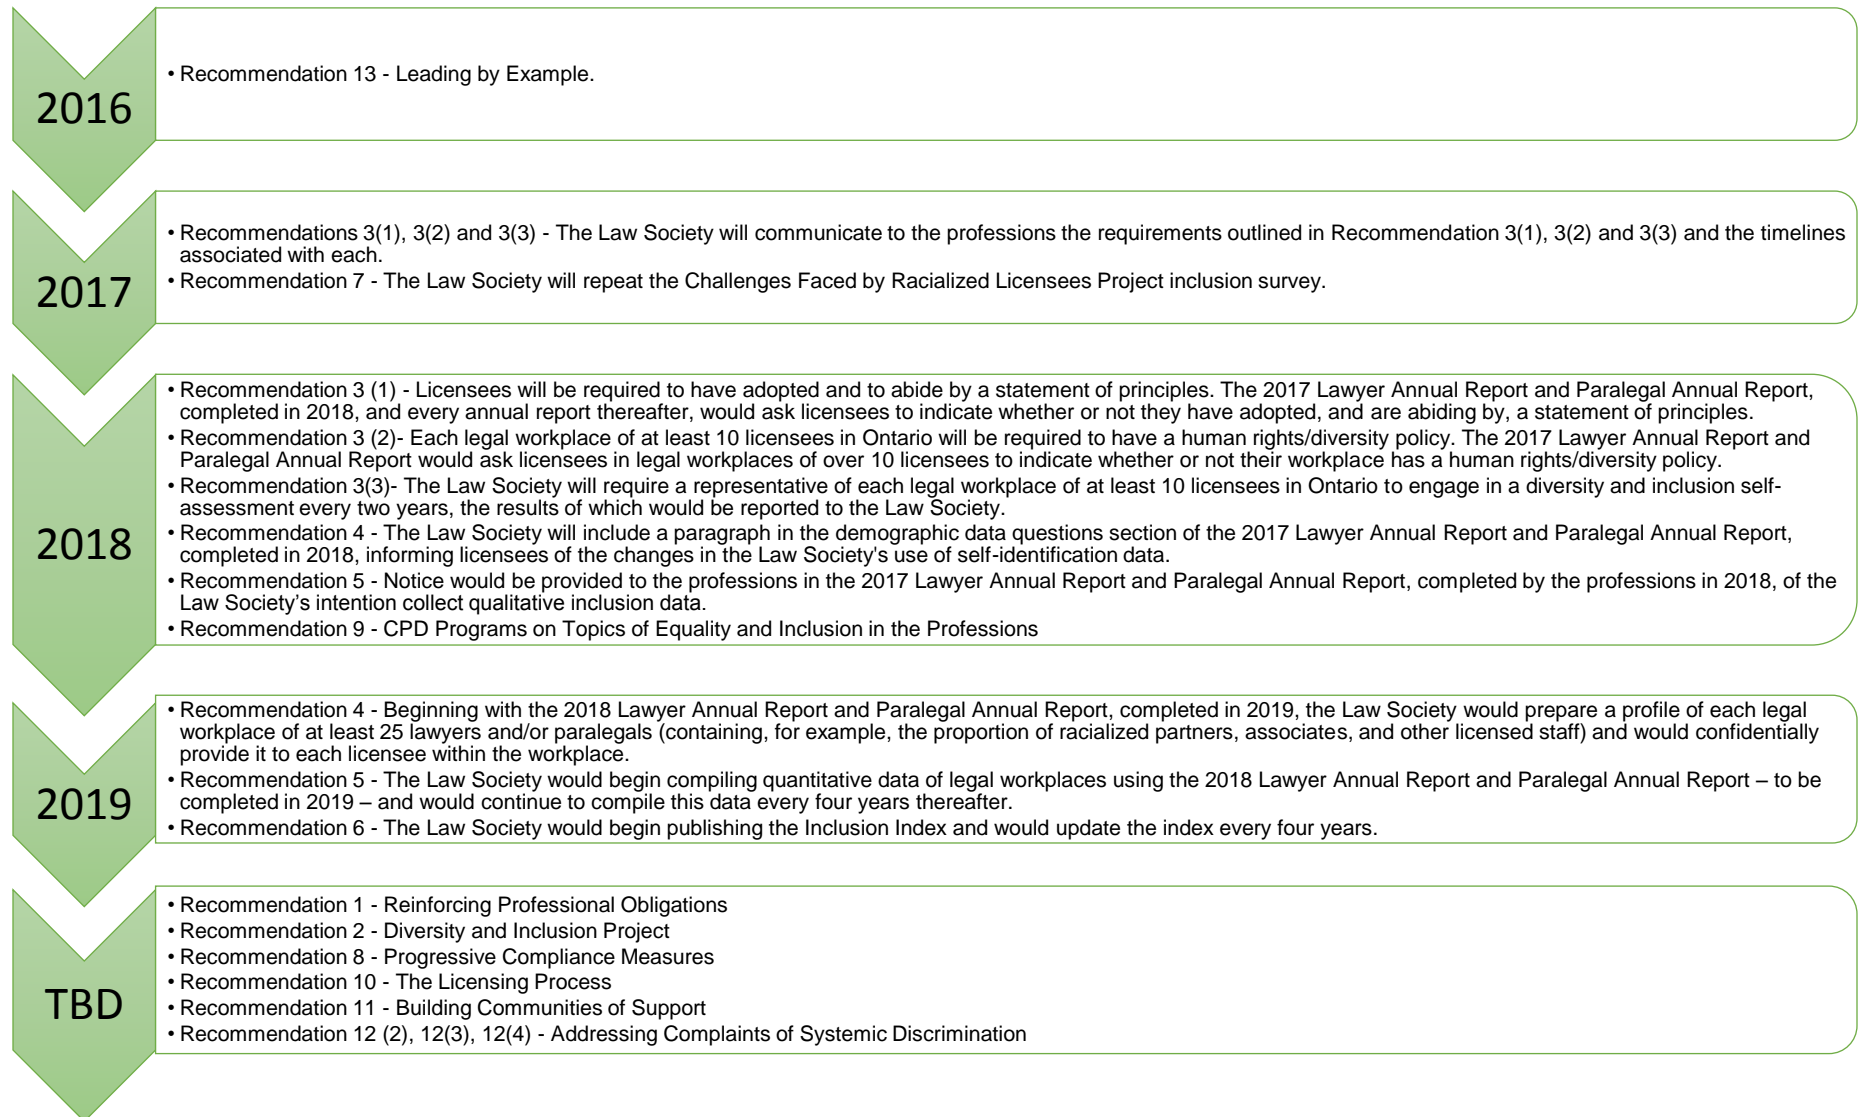 2016
• Recommendation 13 - Leading by Example.
2017
• Recommendations 3(1), 3(2) and 3(3) - The Law Society will communicate to the professions the requirements outlined in Recommendation 3(1), 3(2) and 3(3) and the timelines
associated with each.
• Recommendation 7 - The Law Society will repeat the Challenges Faced by Racialized Licensees Project inclusion survey.
2018
• Recommendation 3 (1) - Licensees will be required to have adopted and to abide by a statement of principles. The 2017 Lawyer Annual Report and Paralegal Annual Report,
completed in 2018, and every annual report thereafter, would ask licensees to indicate whether or not they have adopted, and are abiding by, a statement of principles.
• Recommendation 3 (2)- Each legal workplace of at least 10 licensees in Ontario will be required to have a human rights/diversity policy. The 2017 Lawyer Annual Report and
Paralegal Annual Report would ask licensees in legal workplaces of over 10 licensees to indicate whether or not their workplace has a human rights/diversity policy.
• Recommendation 3(3)- The Law Society will require a representative of each legal workplace of at least 10 licensees in Ontario to engage in a diversity and inclusion self-
assessment every two years, the results of which would be reported to the Law Society.
• Recommendation 4 - The Law Society will include a paragraph in the demographic data questions section of the 2017 Lawyer Annual Report and Paralegal Annual Report,
completed in 2018, informing licensees of the changes in the Law Society's use of self-identification data.
• Recommendation 5 - Notice would be provided to the professions in the 2017 Lawyer Annual Report and Paralegal Annual Report, completed by the professions in 2018, of the
Law Society’s intention collect qualitative inclusion data.
• Recommendation 9 - CPD Programs on Topics of Equality and Inclusion in the Professions
2019
• Recommendation 4 - Beginning with the 2018 Lawyer Annual Report and Paralegal Annual Report, completed in 2019, the Law Society would prepare a profile of each legal
workplace of at least 25 lawyers and/or paralegals (containing, for example, the proportion of racialized partners, associates, and other licensed staff) and would confidentially
provide it to each licensee within the workplace.
• Recommendation 5 - The Law Society would begin compiling quantitative data of legal workplaces using the 2018 Lawyer Annual Report and Paralegal Annual Report – to be
completed in 2019 – and would continue to compile this data every four years thereafter.
• Recommendation 6 - The Law Society would begin publishing the Inclusion Index and would update the index every four years.
TBD
• Recommendation 1 - Reinforcing Professional Obligations
• Recommendation 2 - Diversity and Inclusion Project
• Recommendation 8 - Progressive Compliance Measures
• Recommendation 10 - The Licensing Process
• Recommendation 11 - Building Communities of Support
• Recommendation 12 (2), 12(3), 12(4) - Addressing Complaints of Systemic Discrimination